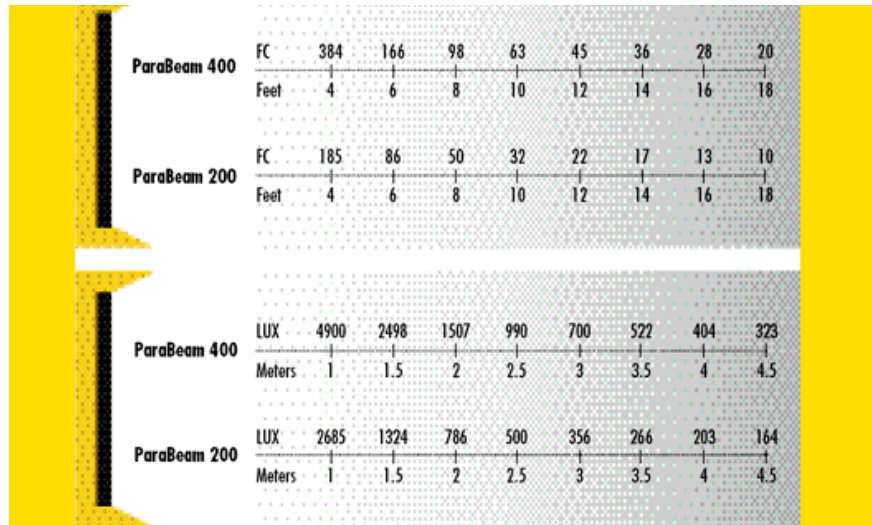 FC 384 166 98 63 45 36 28 20
ParaBeam 400
Feet 4 6 8 10 12 14 16 18
FC 185 86 50 32 22 17 13 10
ParaBeam 200
Feet 4 6 8 10 12 14 16 18
LUX 4900 2498 1507 990 700 522 404 323
ParaBeam 400
Meters 1 1.5 2 2.5 3 3.5 4 4.5
LUX 2685 1324 786 500 356 266 203 164
ParaBeam 200
Meters 1 1.5 2 2.5 3 3.5 4 4.5